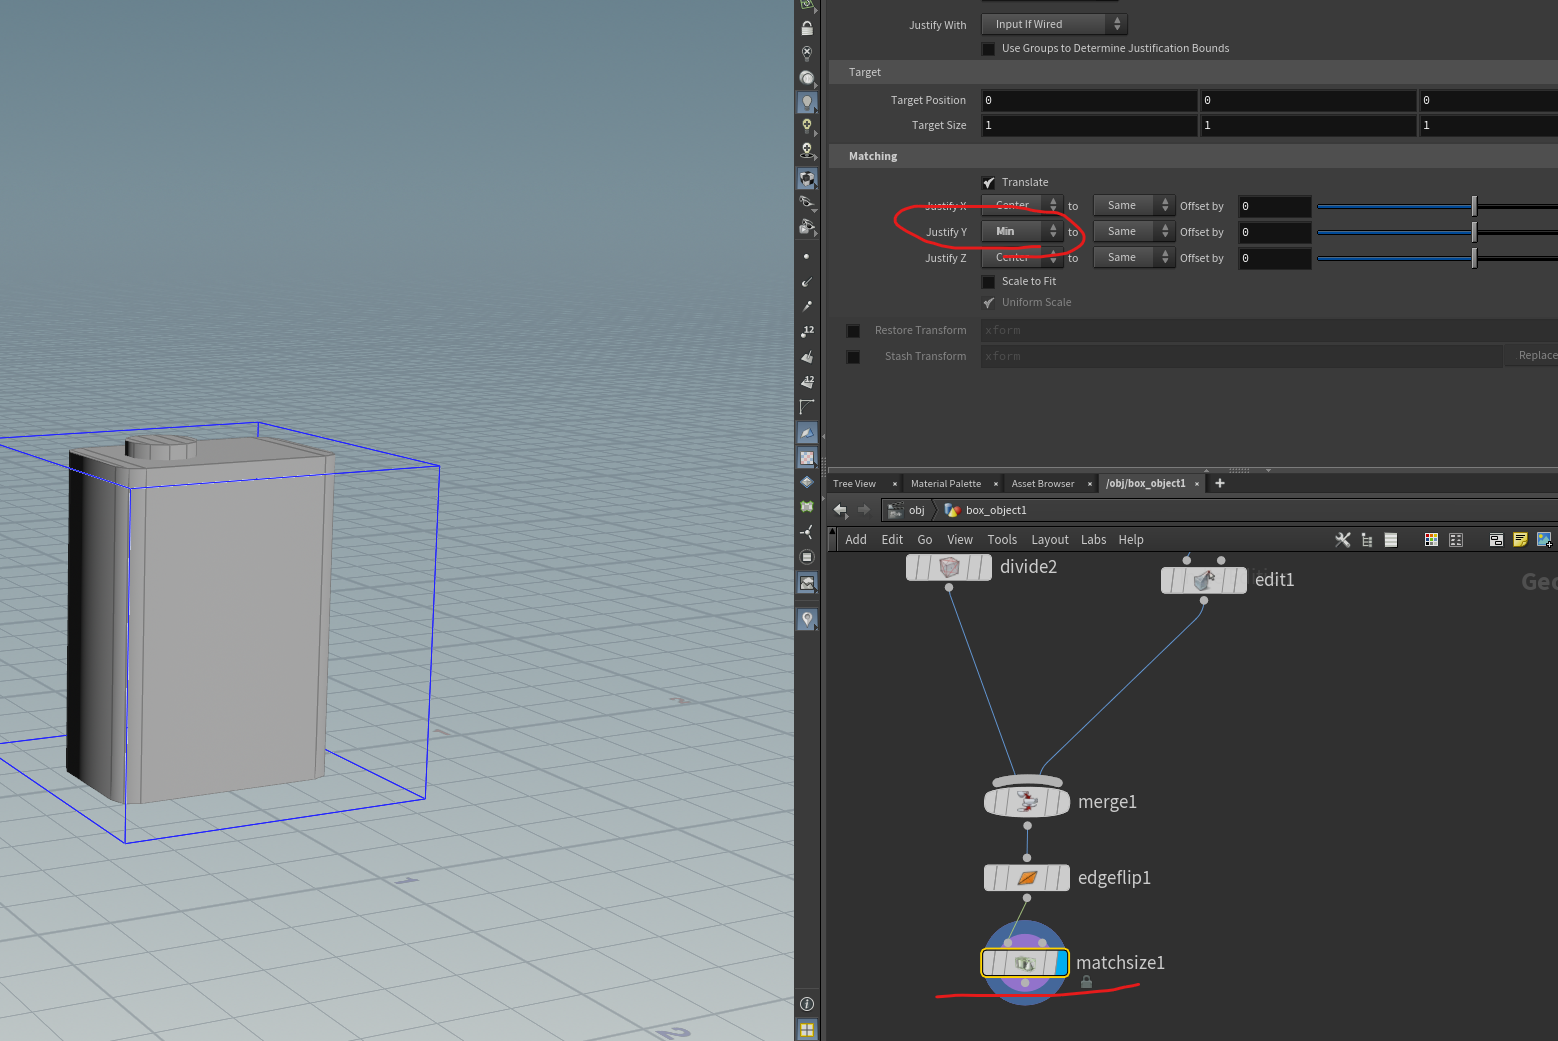 Justify With Input If Wired
Use Groups to Determine Justification Bounds
Target
Target Position 0 0 0
Target Size 1 1 1
Matching
Translate
Justify X Center to Same Offset by 0
Justify Y Min to Same Offset by 0
Justify Z Center to Same Offset by 0
Scale to Fit
Uniform Scale
Restore Transform xform
Stash Transform xform Replace
12
12
Tree View × Material Palette × Asset Browser × /obj/box_object1 × +
obj box_object1
Add Edit Go View Tools Layout Labs Help
divide2
edit1
Geo
merge1
edgeflip1
matchsize1
1
2